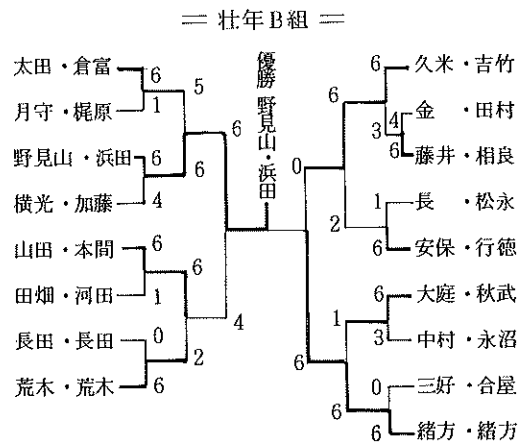 ＝ 壮年B組 ＝
優勝 野見山・浜田
太田・倉富 6
5
月守・梶原 1
6
野見山・浜田 6
6
横光・加藤 4
山田・本間 6
6
田畑・河田 1
4
長田・長田 0
2
荒木・荒木 6
6 久米・吉竹
6
4 金・田村
3
6 藤井・相良
0
1 長・松永
2
6 安保・行徳
6 大庭・秋武
1
3 中村・永沼
6
0 三好・合屋
6
6 緒方・緒方